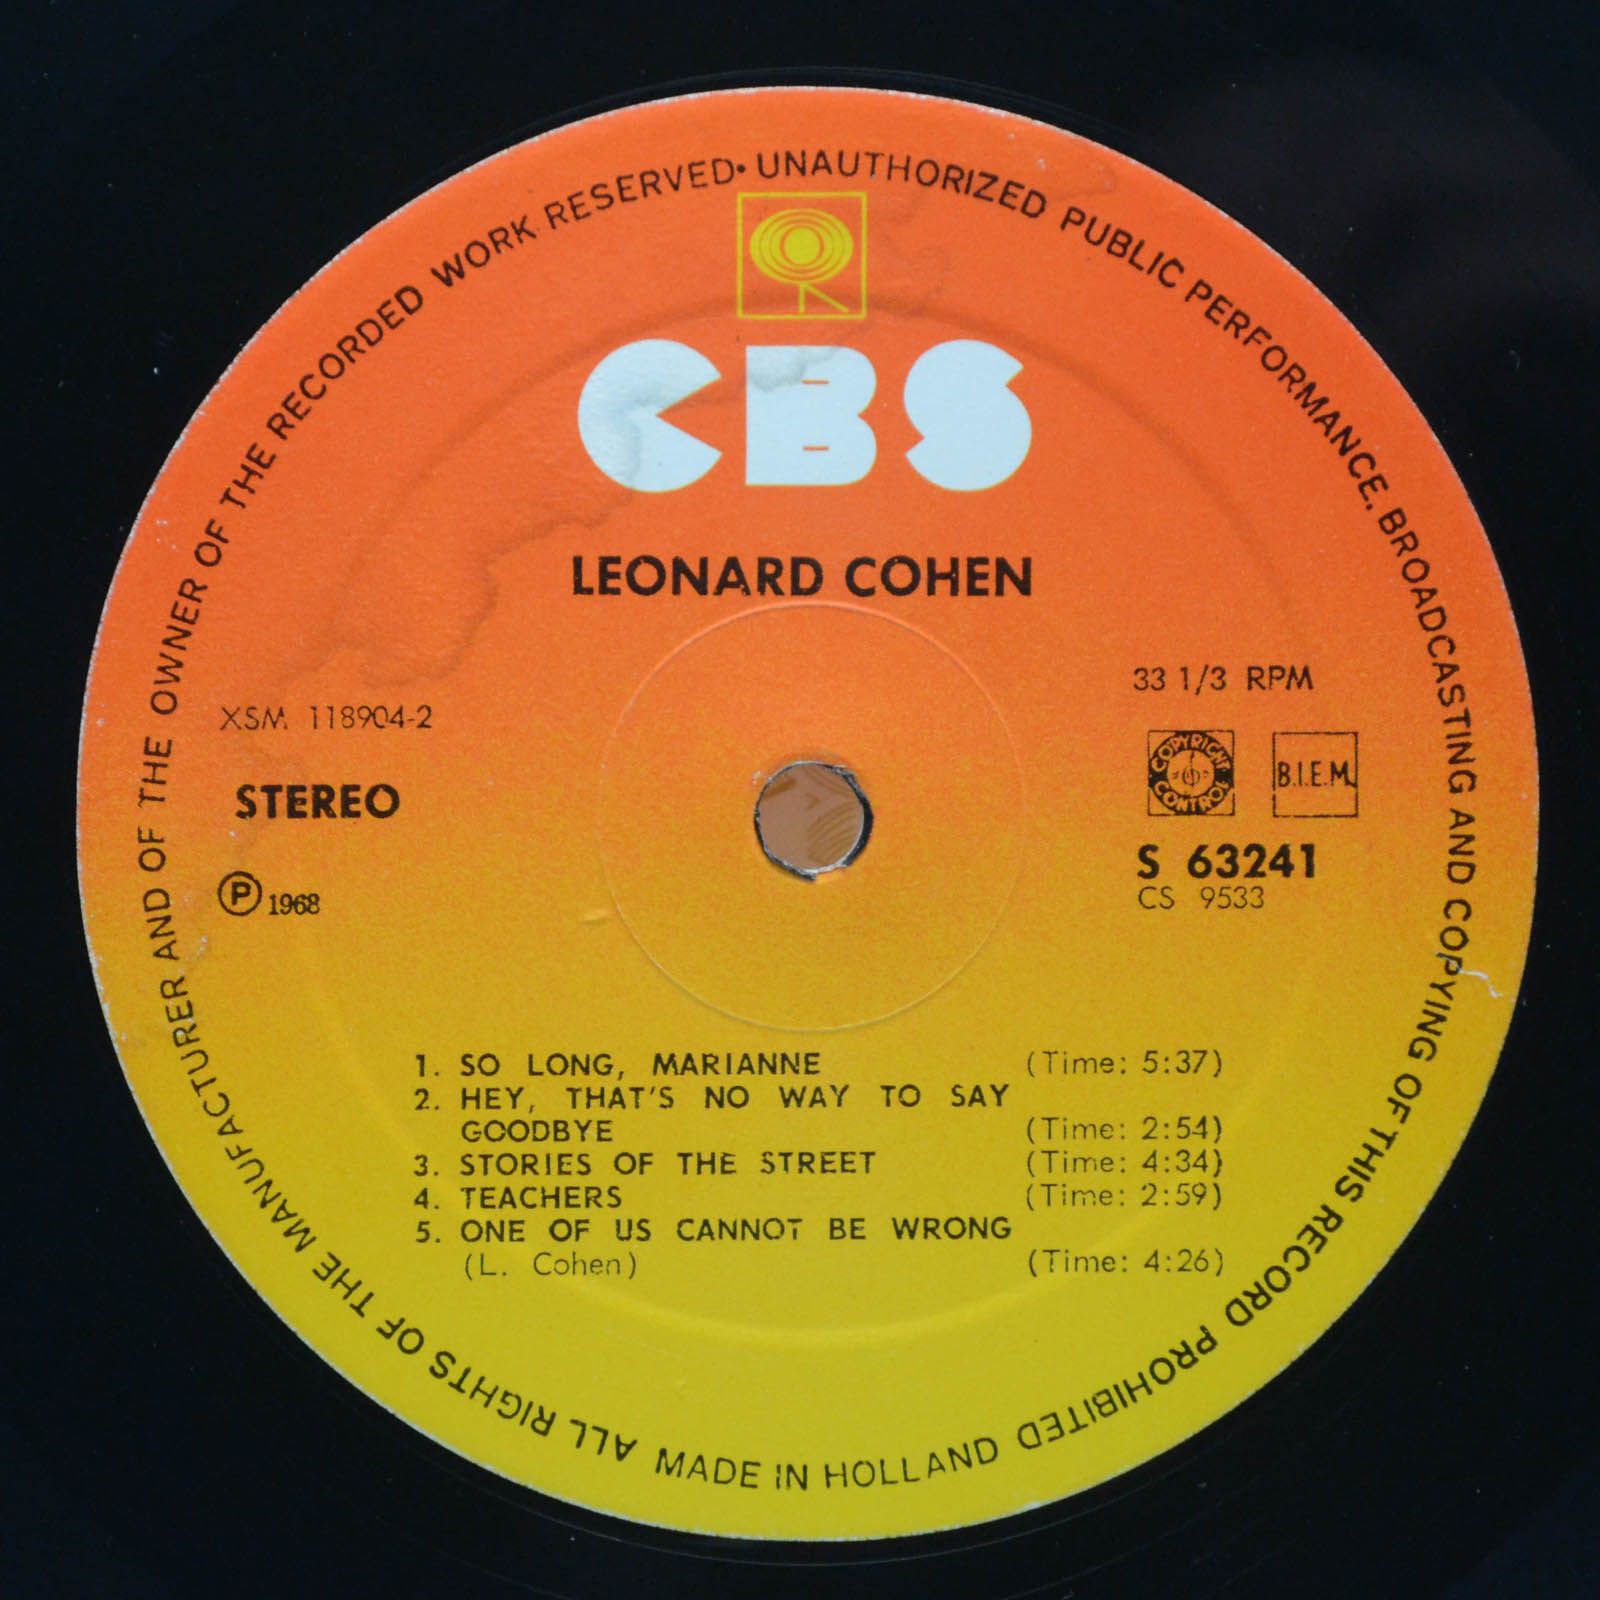 ALL RIGHTS OF THE MANUFACTURER AND OF THE OWNER OF THE RECORDED WORK RESERVED • UNAUTHORIZED PUBLIC PERFORMANCE, BROADCASTING AND COPYING OF THIS RECORD PROHIBITED
CBS
LEONARD COHEN
33 1/3 RPM
XSM 118904-2
COPYRIGHT CONTROL
B.I.E.M.
STEREO
S 63241
CS 9533
℗ 1968
1. SO LONG, MARIANNE (Time: 5:37)
2. HEY, THAT'S NO WAY TO SAY
GOODBYE (Time: 2:54)
3. STORIES OF THE STREET (Time: 4:34)
4. TEACHERS (Time: 2:59)
5. ONE OF US CANNOT BE WRONG
(L. Cohen) (Time: 4:26)
MADE IN HOLLAND